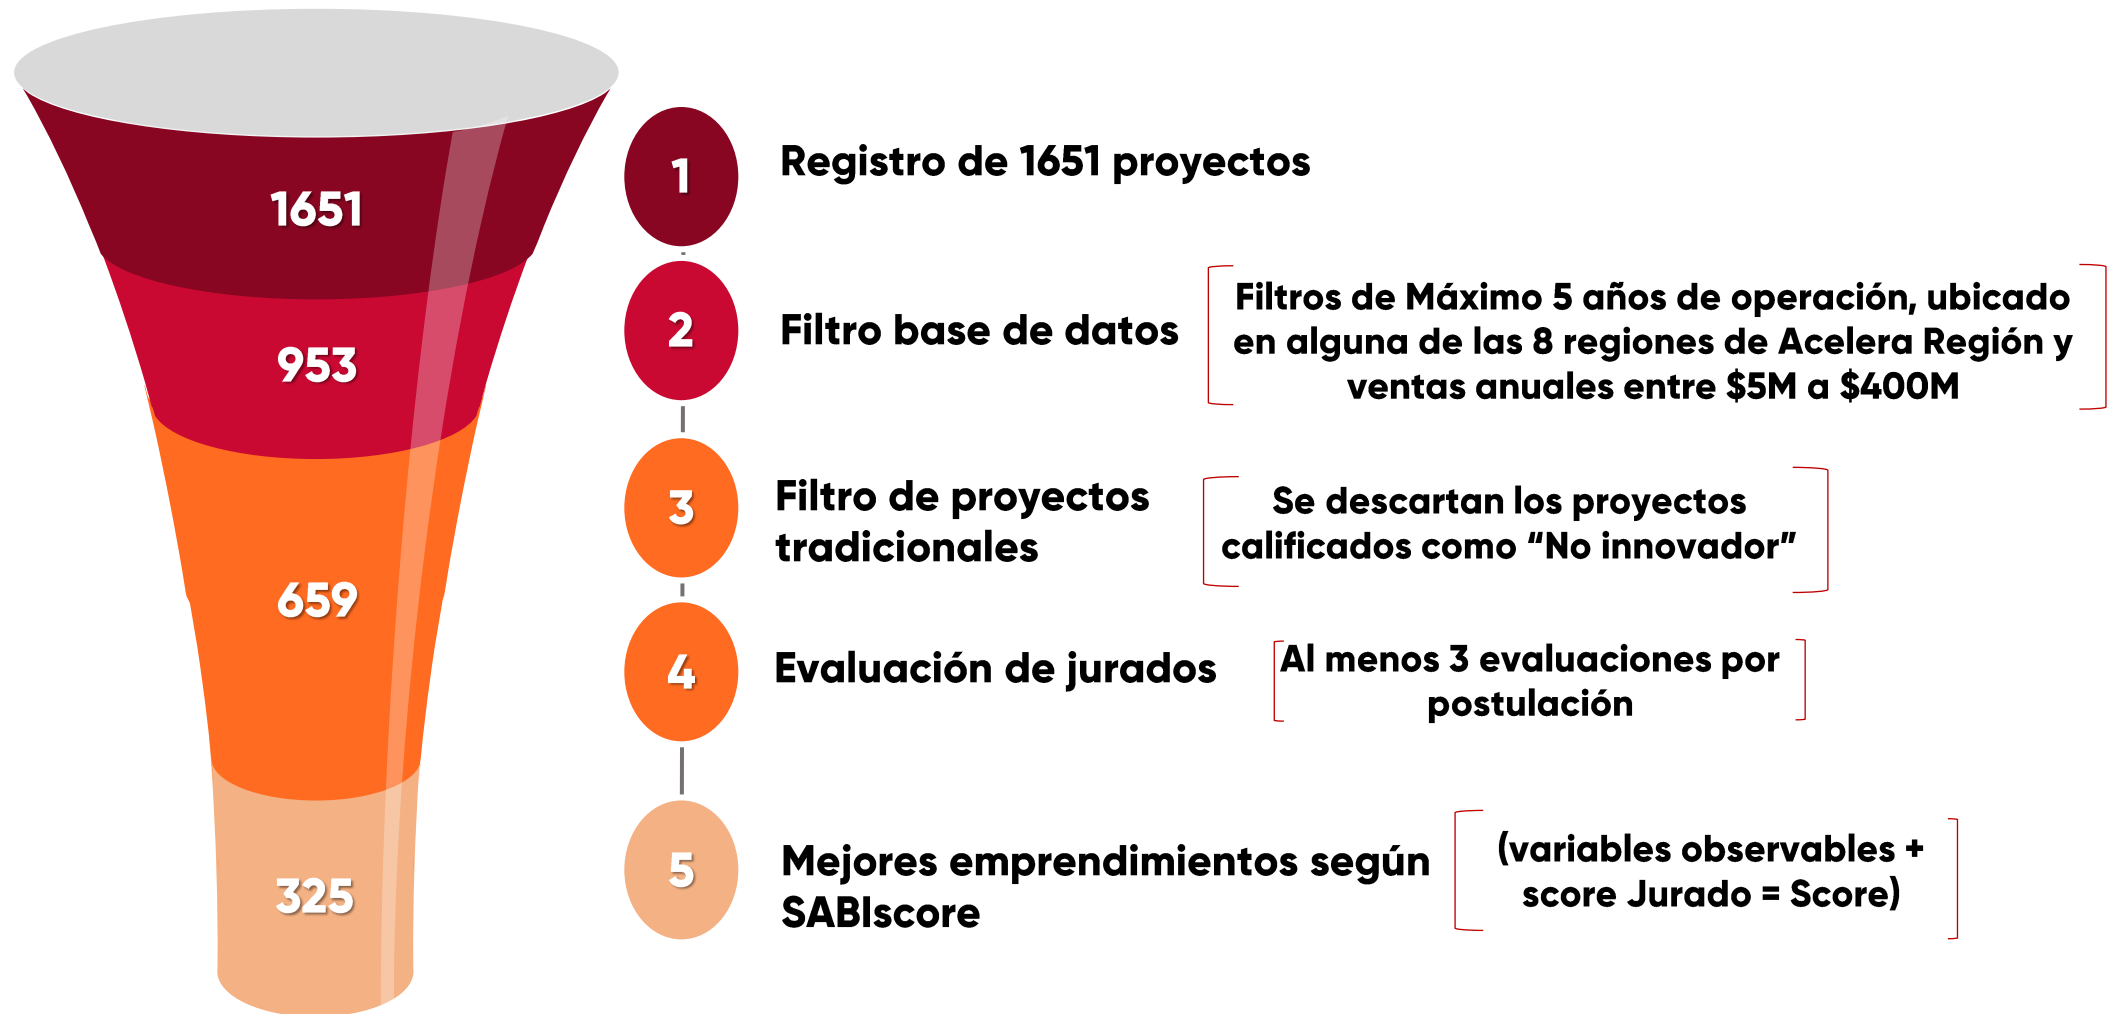 1651
1
Registro de 1651 proyectos
953
2
Filtro base de datos
Filtros de Máximo 5 años de operación, ubicado
en alguna de las 8 regiones de Acelera Región y
ventas anuales entre $5M a $400M
659
3
Filtro de proyectos
tradicionales
Se descartan los proyectos
calificados como “No innovador”
4
Evaluación de jurados
Al menos 3 evaluaciones por
postulación
325
5
Mejores emprendimientos según
SABIscore
(variables observables +
score Jurado = Score)